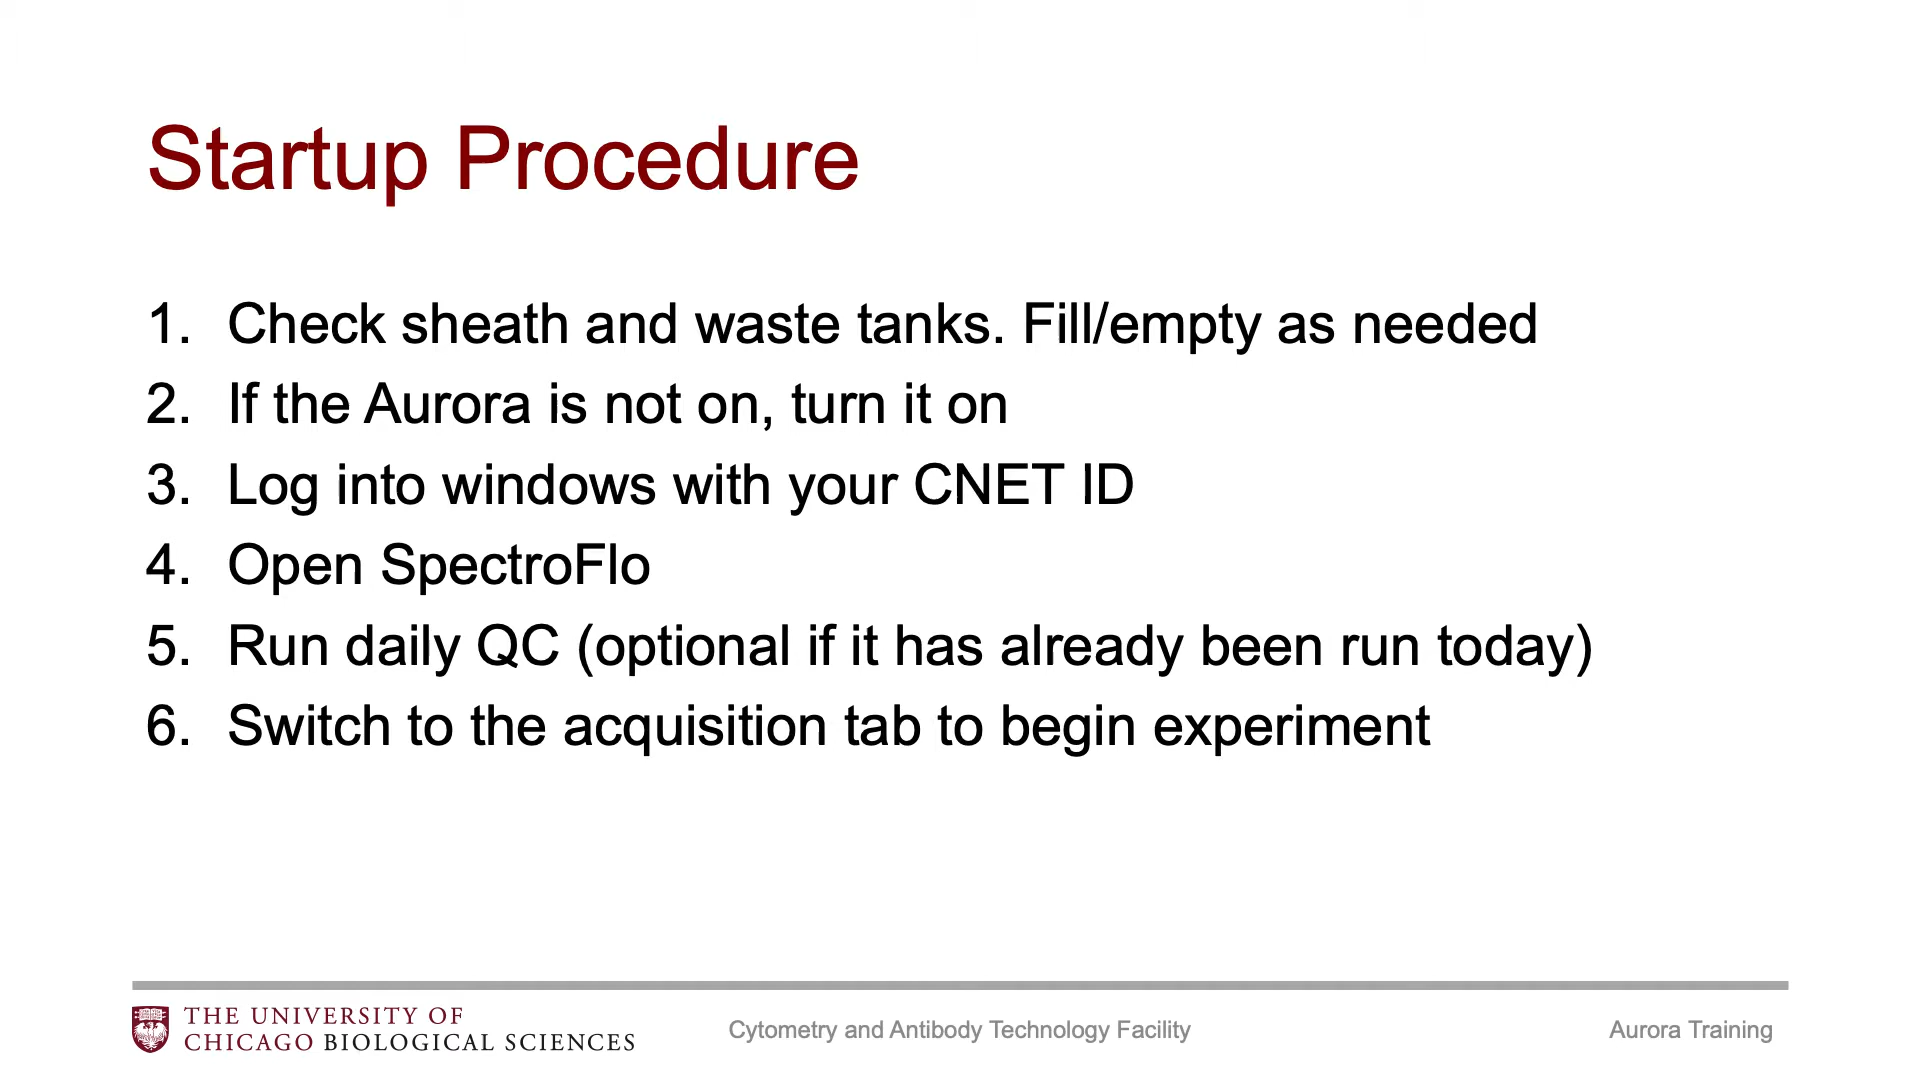 Startup Procedure
1. Check sheath and waste tanks. Fill/empty as needed
2. If the Aurora is not on, turn it on
3. Log into windows with your CNET ID
4. Open SpectroFlo
5. Run daily QC (optional if it has already been run today)
6. Switch to the acquisition tab to begin experiment
THE UNIVERSITY OF
CHICAGO BIOLOGICAL SCIENCES
Cytometry and Antibody Technology Facility
Aurora Training